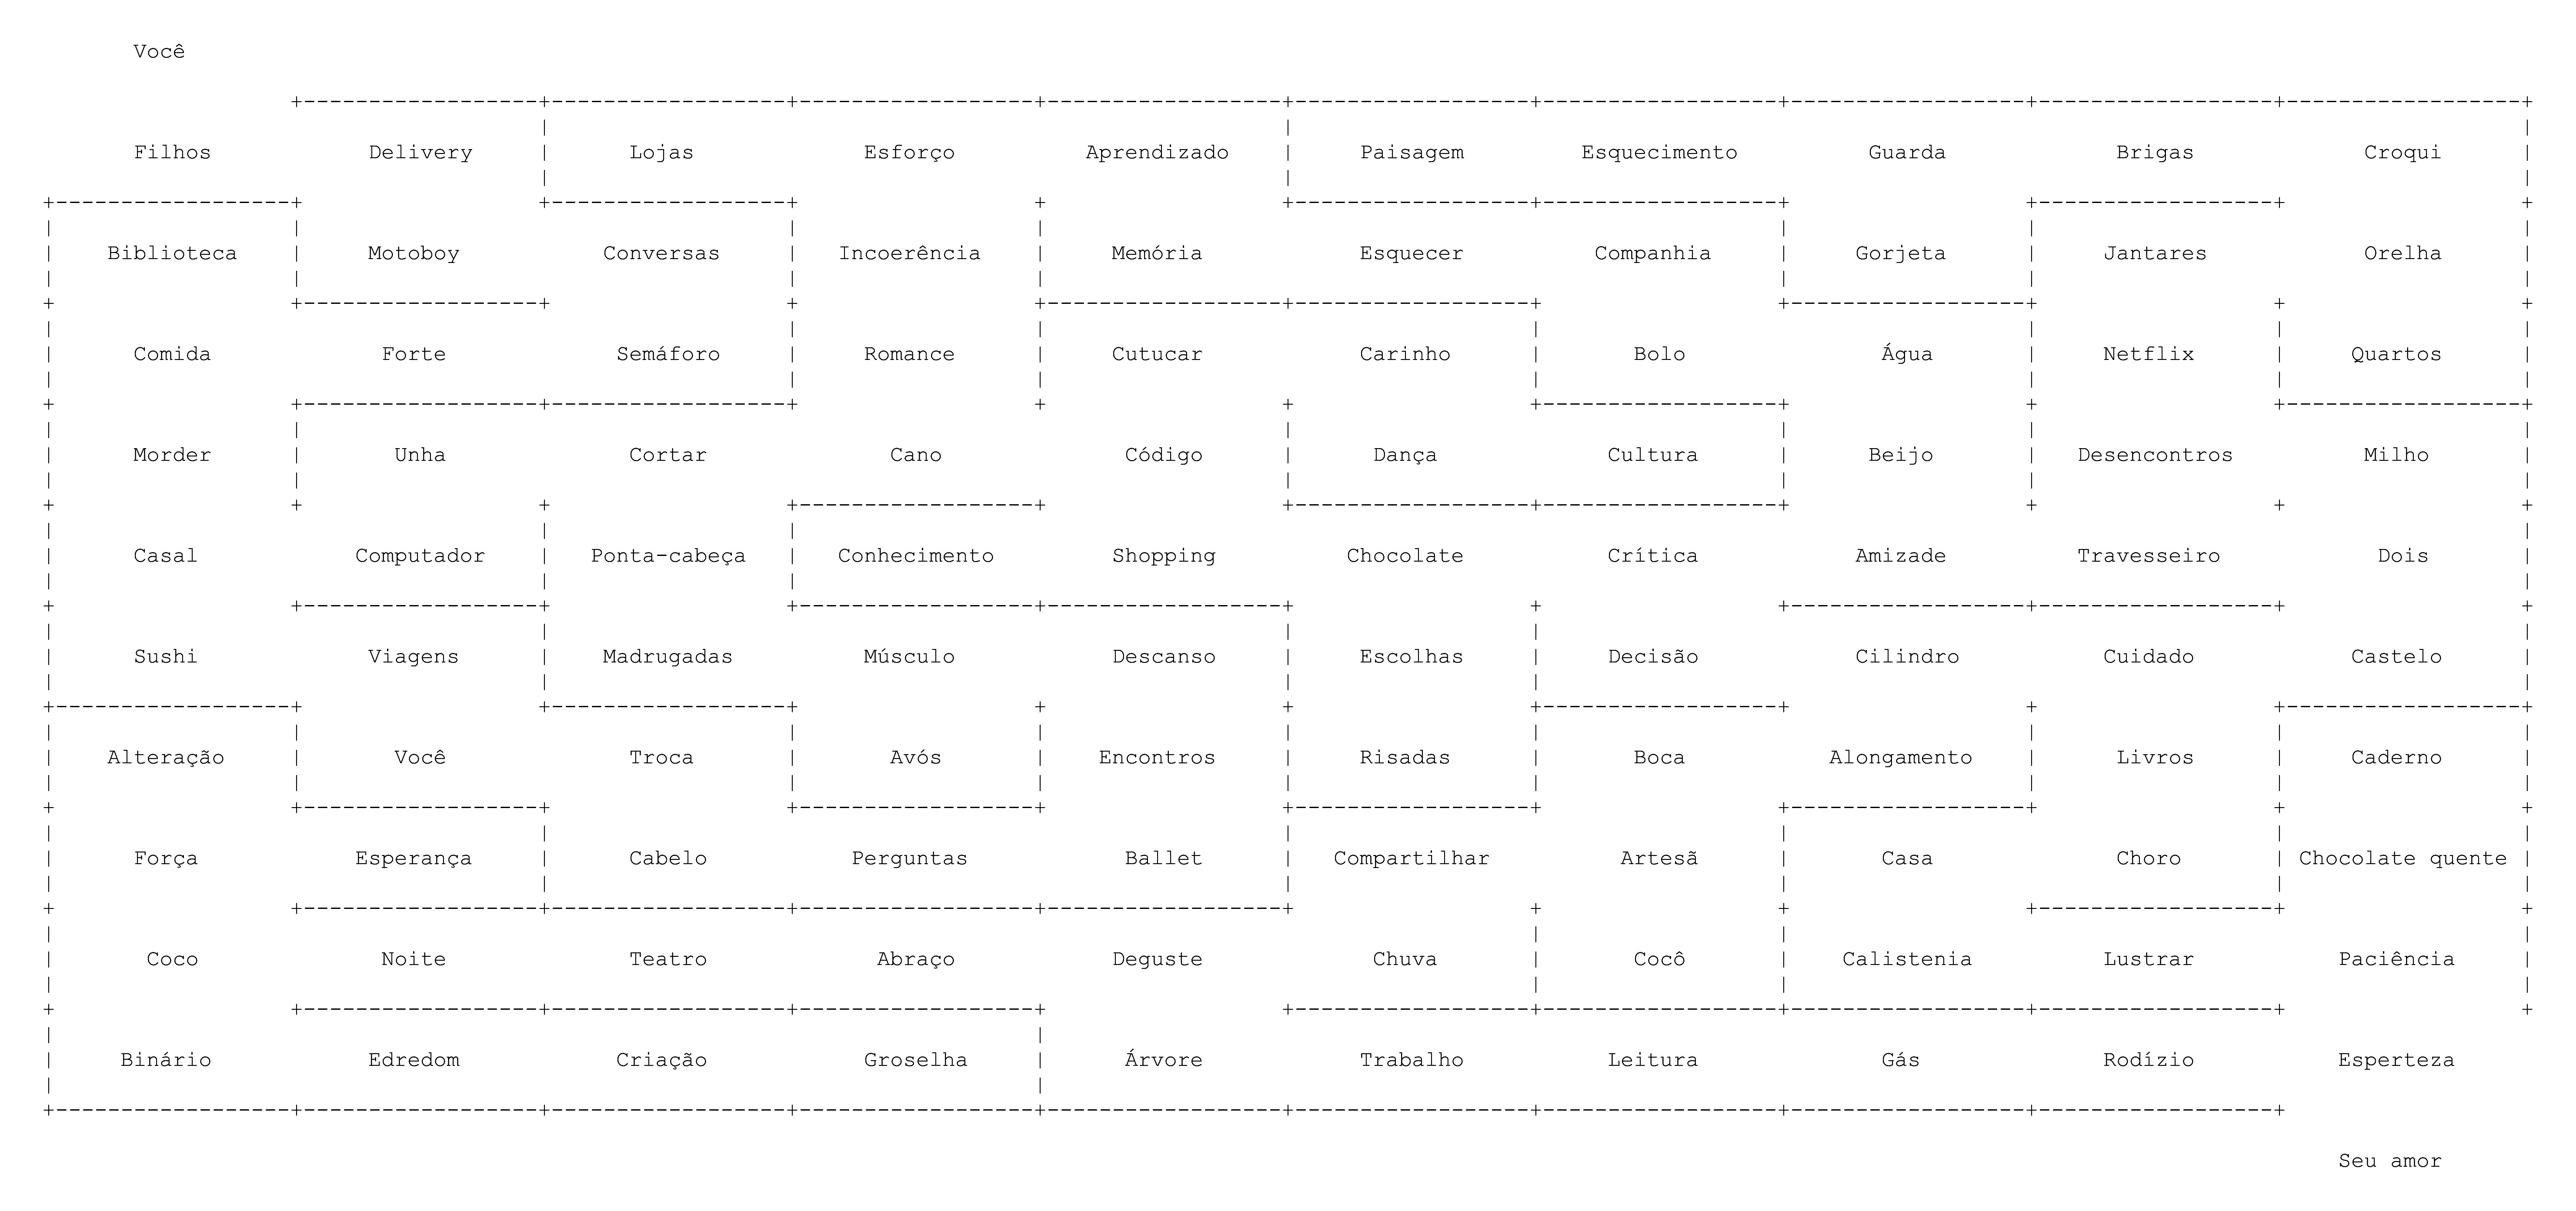 Você
Filhos Delivery Lojas Esforço Aprendizado Paisagem Esquecimento Guarda Brigas Croqui
Biblioteca Motoboy Conversas Incoerência Memória Esquecer Companhia Gorjeta Jantares Orelha
Comida Forte Semáforo Romance Cutucar Carinho Bolo Água Netflix Quartos
Morder Unha Cortar Cano Código Dança Cultura Beijo Desencontros Milho
Casal Computador Ponta-cabeça Conhecimento Shopping Chocolate Crítica Amizade Travesseiro Dois
Sushi Viagens Madrugadas Músculo Descanso Escolhas Decisão Cilindro Cuidado Castelo
Alteração Você Troca Avós Encontros Risadas Boca Alongamento Livros Caderno
Força Esperança Cabelo Perguntas Ballet Compartilhar Artesã Casa Choro Chocolate quente
Coco Noite Teatro Abraço Deguste Chuva Cocô Calistenia Lustrar Paciência
Binário Edredom Criação Groselha Árvore Trabalho Leitura Gás Rodízio Esperteza
Seu amor